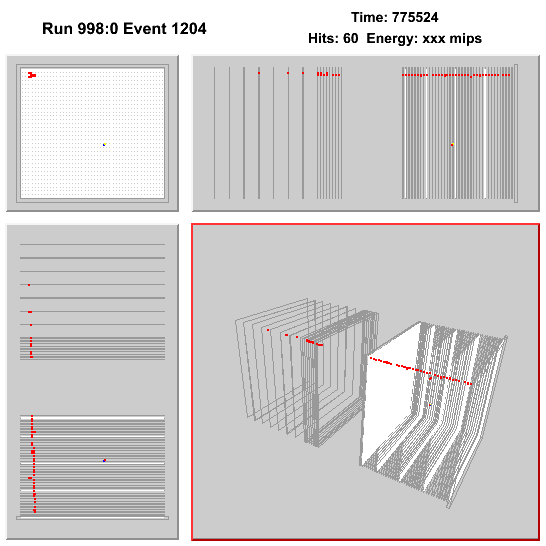 Run 998:0 Event 1204
Time: 775524
Hits: 60 Energy: xxx mips